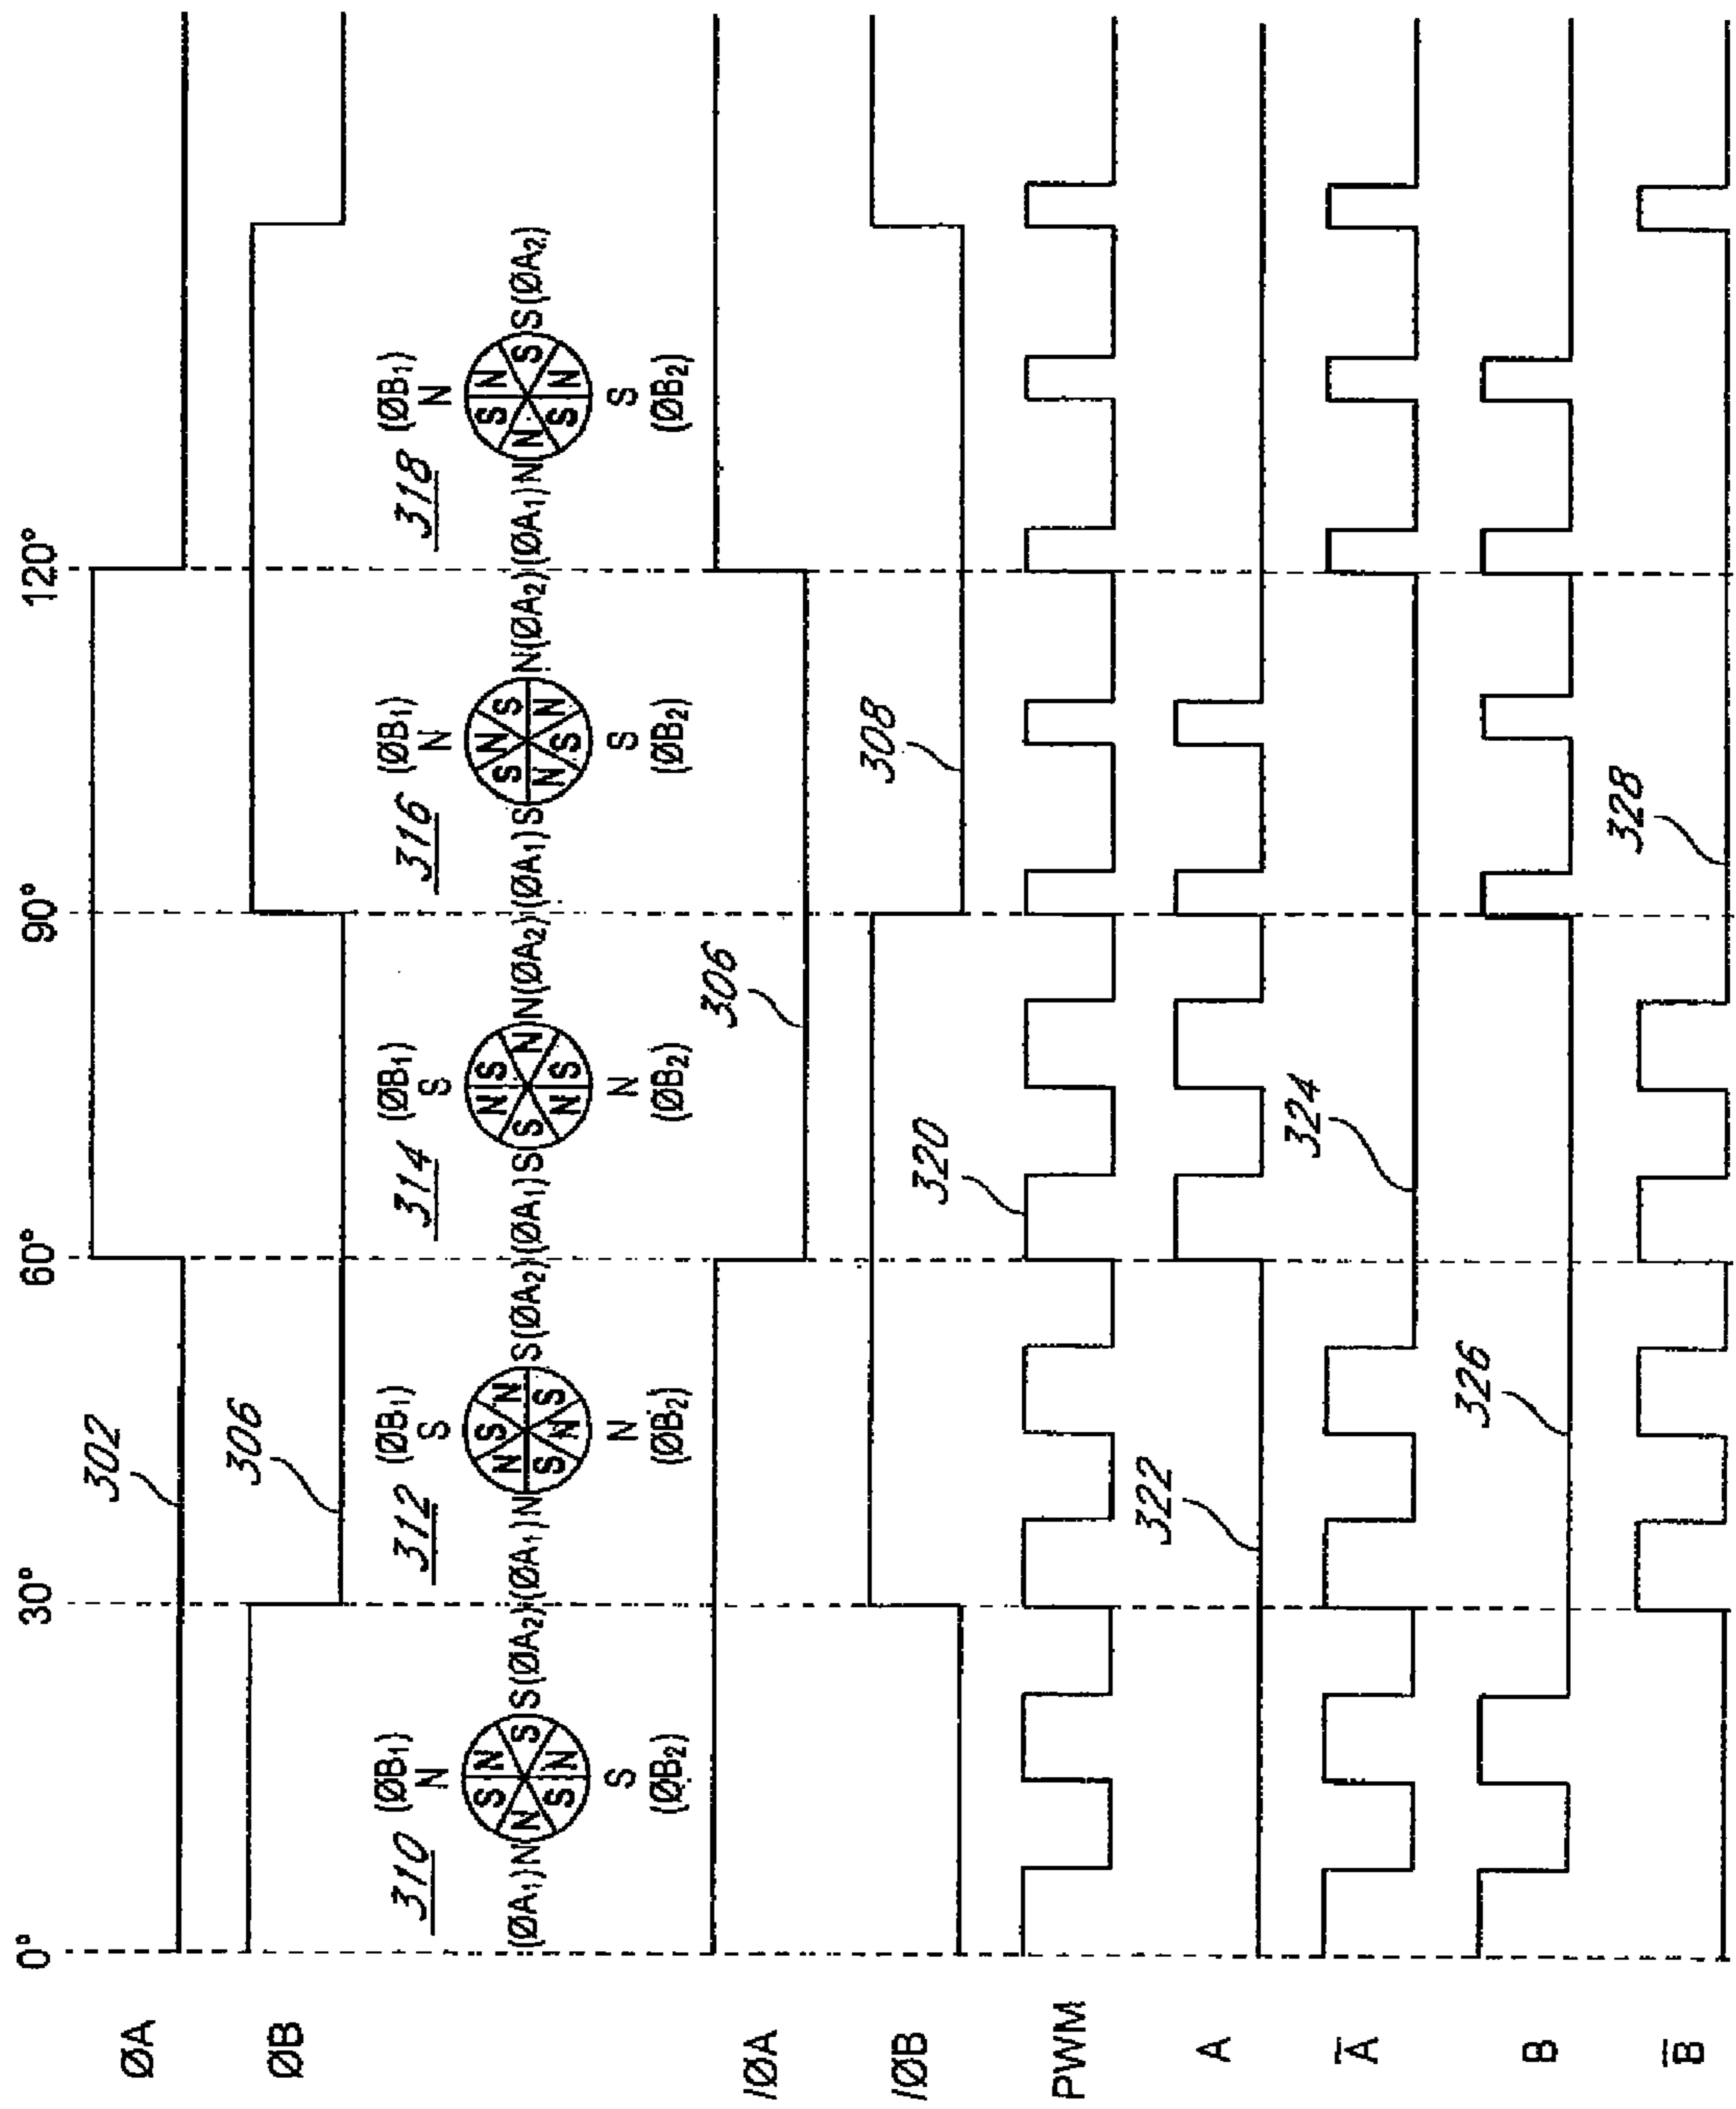 0° 30° 60° 90° 120°
ØA 302
ØB 306
310 (ØB₁) 312 (ØB₁) 314 (ØB₁) 316 (ØB₁) 318 (ØB₁)
N S S N N
S N N S N N S S N S S N
(ØA₁)N N S S(ØA₂) (ØA₁)N S(ØA₂) (ØA₁)S S N N(ØA₂) (ØA₁)S N(ØA₂) (ØA₁)N N S S(ØA₂)
S N S N S N S N S N S N
S N N S S
(ØB₂) (ØB₂) (ØB₂) (ØB₂) (ØB₂)
IØA 306
IØB 308
PWM 320
A 322
A̅ 324
B 326
B̅ 328